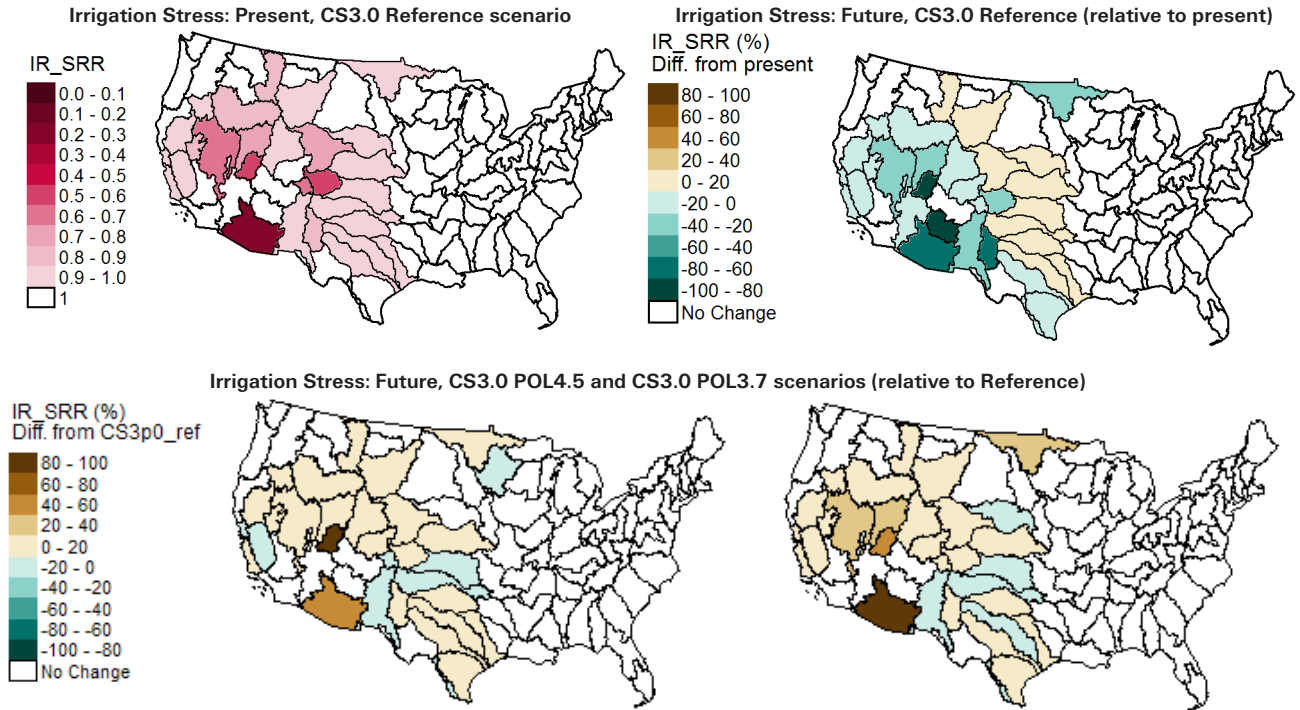 Irrigation Stress: Present, CS3.0 Reference scenario
IR_SRR
0.0 - 0.1
0.1 - 0.2
0.2 - 0.3
0.3 - 0.4
0.4 - 0.5
0.5 - 0.6
0.6 - 0.7
0.7 - 0.8
0.8 - 0.9
0.9 - 1.0
1
Irrigation Stress: Future, CS3.0 Reference (relative to present)
IR_SRR (%)
Diff. from present
80 - 100
60 - 80
40 - 60
20 - 40
0 - 20
-20 - 0
-40 - -20
-60 - -40
-80 - -60
-100 - -80
No Change
Irrigation Stress: Future, CS3.0 POL4.5 and CS3.0 POL3.7 scenarios (relative to Reference)
IR_SRR (%)
Diff. from CS3p0_ref
80 - 100
60 - 80
40 - 60
20 - 40
0 - 20
-20 - 0
-40 - -20
-60 - -40
-80 - -60
-100 - -80
No Change